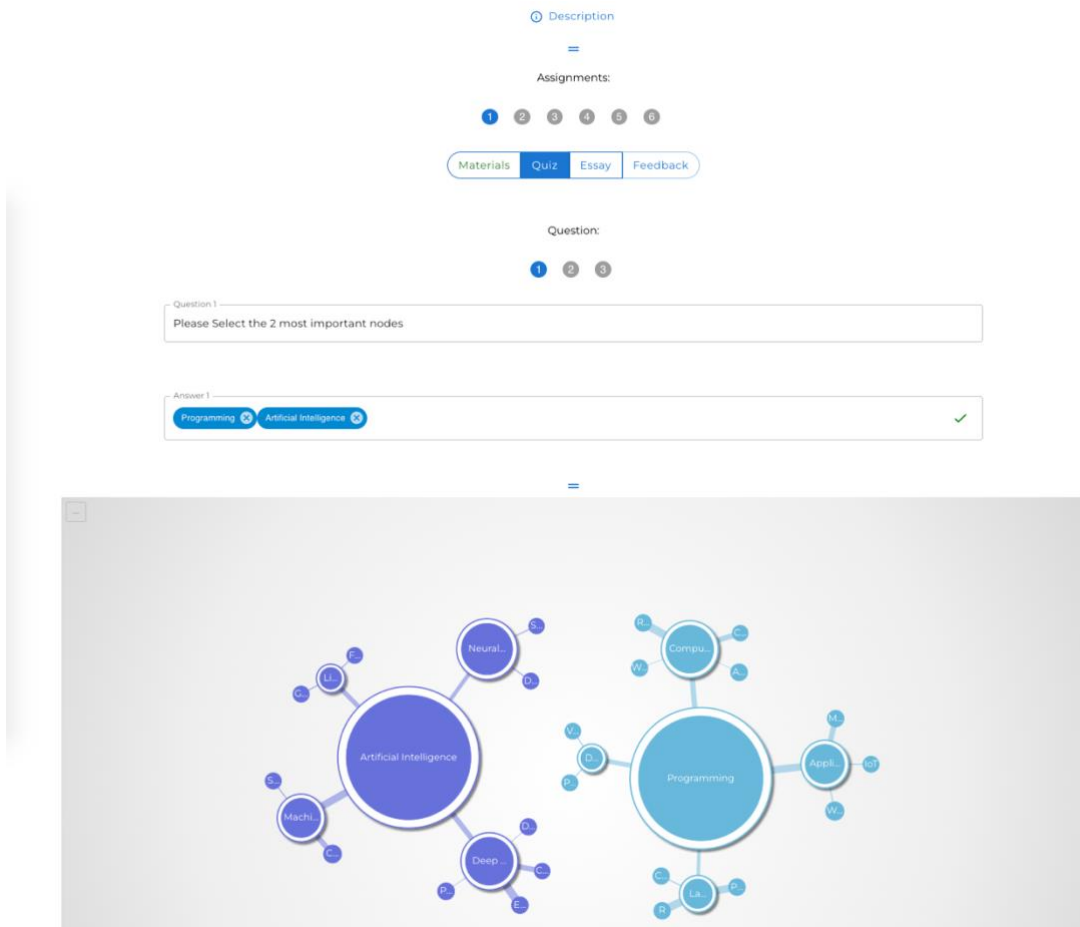 Description
Assignments:
1 2 3 4 5 6
Materials Quiz Essay Feedback
Question:
1 2 3
Question 1
Please Select the 2 most important nodes
Answer 1
Programming Artificial Intelligence
S...
Neural...
D...
F...
Li...
G...
Artificial Intelligence
S...
Machi...
C...
D...
Deep ...
C...
P...
E...
R...
C...
Compu...
W...
A...
V...
D...
P...
Programming
M...
Appli...
IoT
W...
C...
La...
P...
R